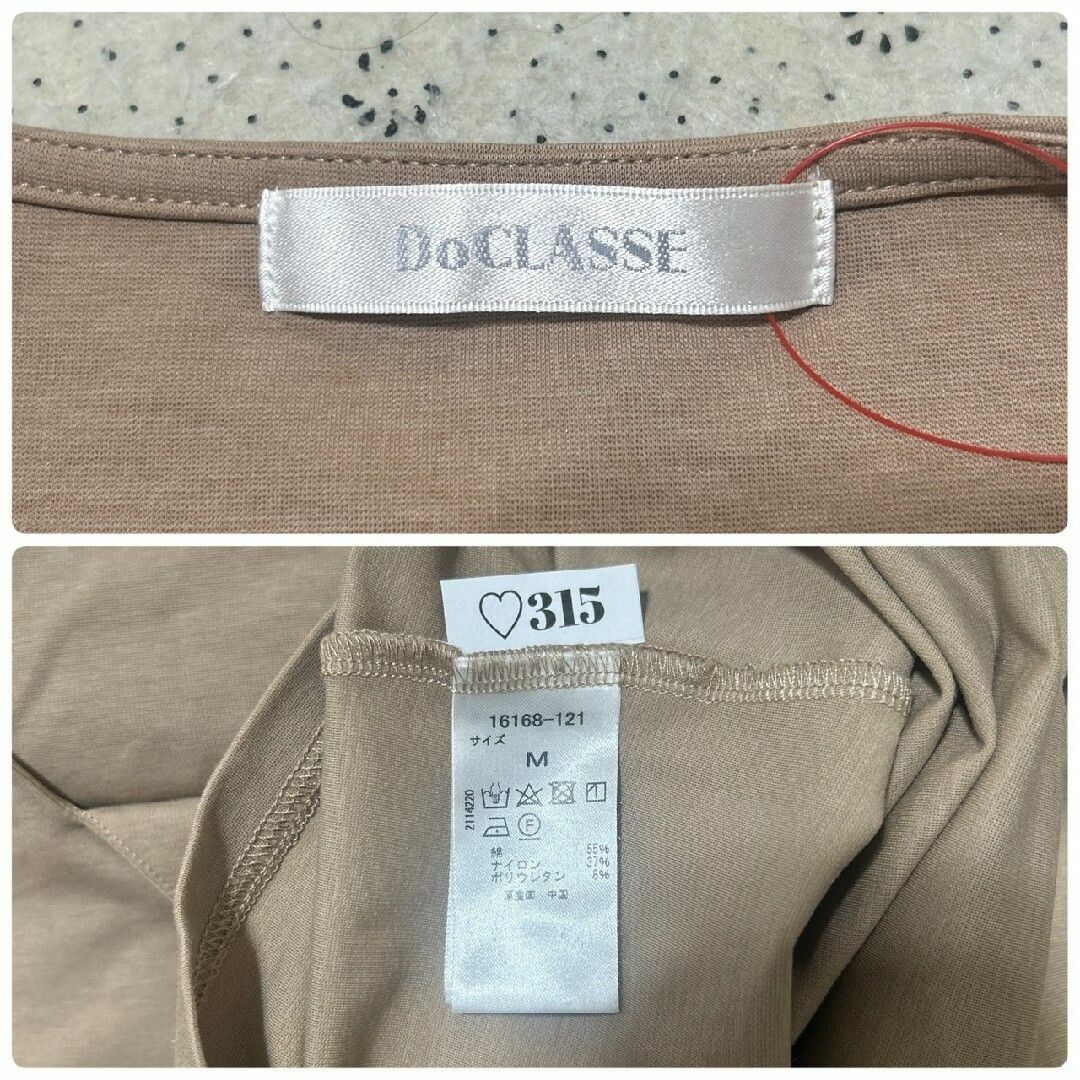 DoCLASSE
♡315
16168-121
サイズ
M
2114220
綿 55%
ナイロン 37%
ポリウレタン 8%
原産国 中国